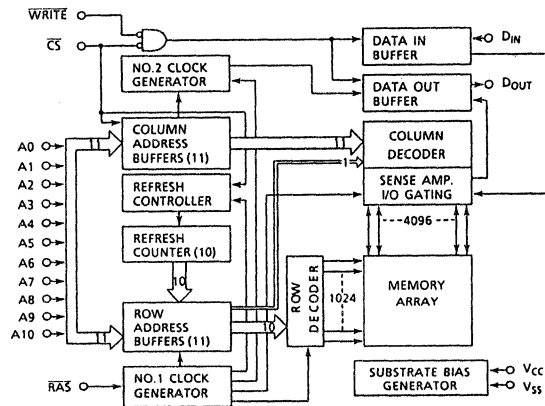 WRITE
CS
DATA IN
BUFFER
DIN
NO.2 CLOCK
GENERATOR
DATA OUT
BUFFER
DOUT
A0
A1
A2
A3
A4
A5
A6
A7
A8
A9
A10
COLUMN
ADDRESS
BUFFERS (11)
COLUMN
DECODER
1
REFRESH
CONTROLLER
SENSE AMP.
I/O GATING
4096
REFRESH
COUNTER (10)
10
ROW
ADDRESS
BUFFERS (11)
ROW
DECODER
1024
MEMORY
ARRAY
RAS
NO.1 CLOCK
GENERATOR
SUBSTRATE BIAS
GENERATOR
VCC
VSS